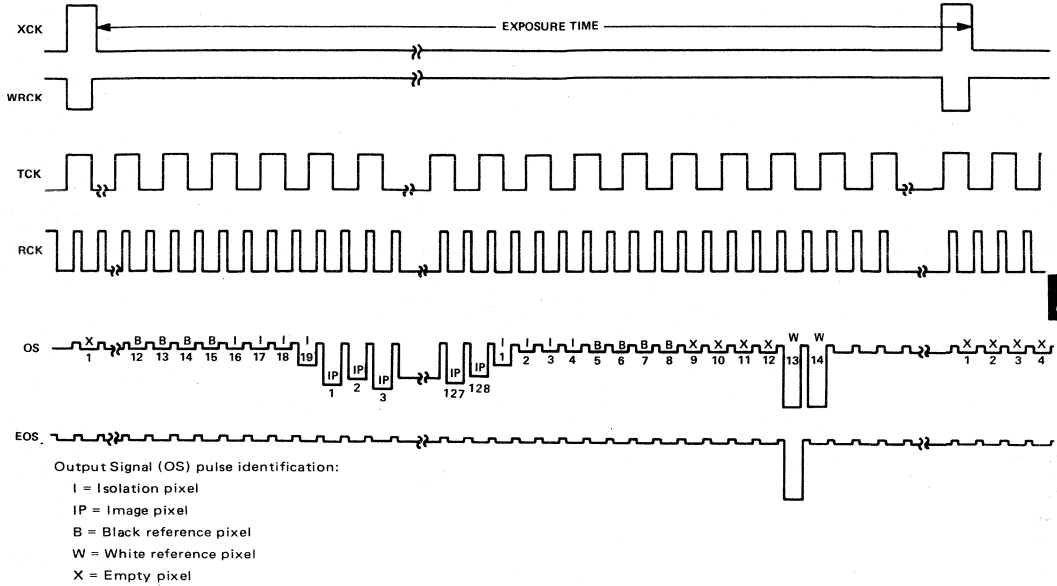 XCK
EXPOSURE TIME
WRCK
TCK
RCK
OS
X B B B B I I I I
1 12 13 14 15 16 17 18 19
IP IP IP
1 2 3
IP IP
127 128
I I I I B B B B X X X X W W
1 2 3 4 5 6 7 8 9 10 11 12 13 14
X X X X
1 2 3 4
EOS
Output Signal (OS) pulse identification:
I = Isolation pixel
IP = Image pixel
B = Black reference pixel
W = White reference pixel
X = Empty pixel